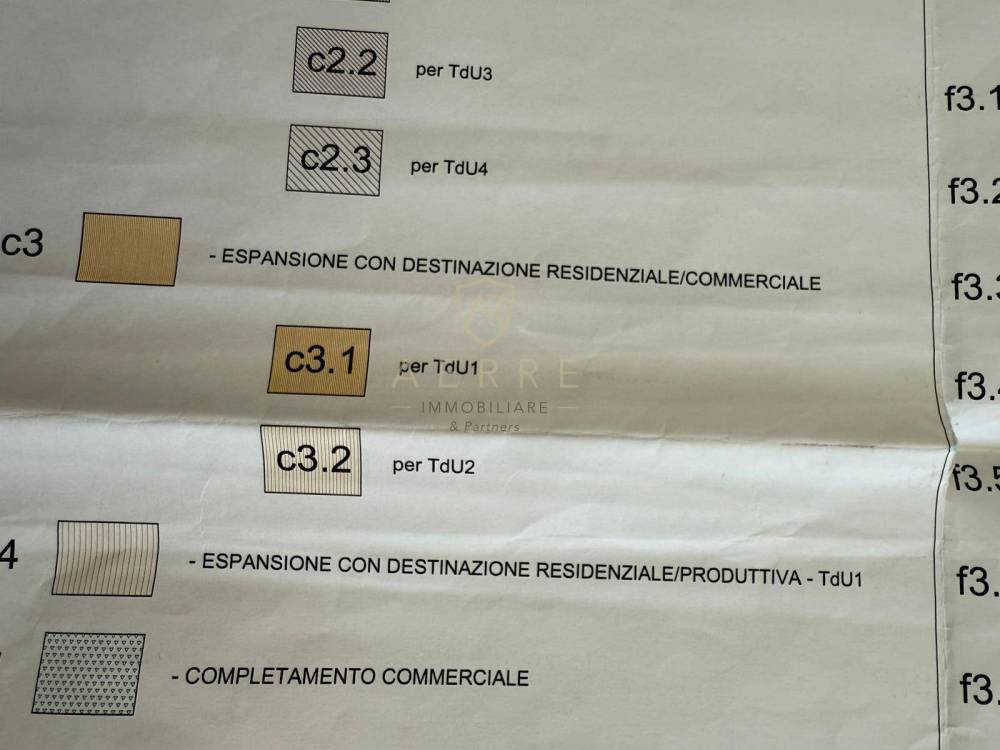 c2.2 per TdU3
c2.3 per TdU4
c3 - ESPANSIONE CON DESTINAZIONE RESIDENZIALE/COMMERCIALE
c3.1 per TdU1
AERRE
IMMOBILIARE
& Partners
c3.2 per TdU2
4 - ESPANSIONE CON DESTINAZIONE RESIDENZIALE/PRODUTTIVA - TdU1
- COMPLETAMENTO COMMERCIALE
f3.1
f3.2
f3.3
f3.4
f3.5
f3.
f3.